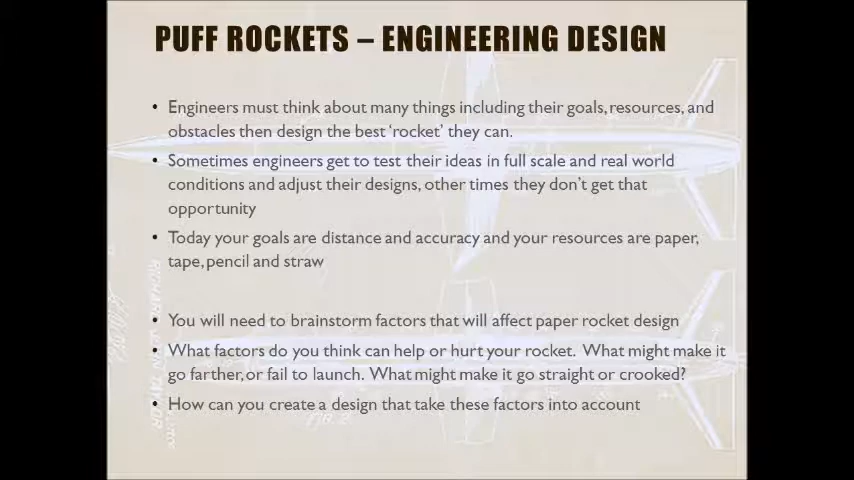 PUFF ROCKETS – ENGINEERING DESIGN
• Engineers must think about many things including their goals, resources, and
obstacles then design the best ‘rocket’ they can.
• Sometimes engineers get to test their ideas in full scale and real world
conditions and adjust their designs, other times they don’t get that
opportunity
• Today your goals are distance and accuracy and your resources are paper,
tape, pencil and straw
• You will need to brainstorm factors that will affect paper rocket design
• What factors do you think can help or hurt your rocket. What might make it
go farther, or fail to launch. What might make it go straight or crooked?
• How can you create a design that take these factors into account